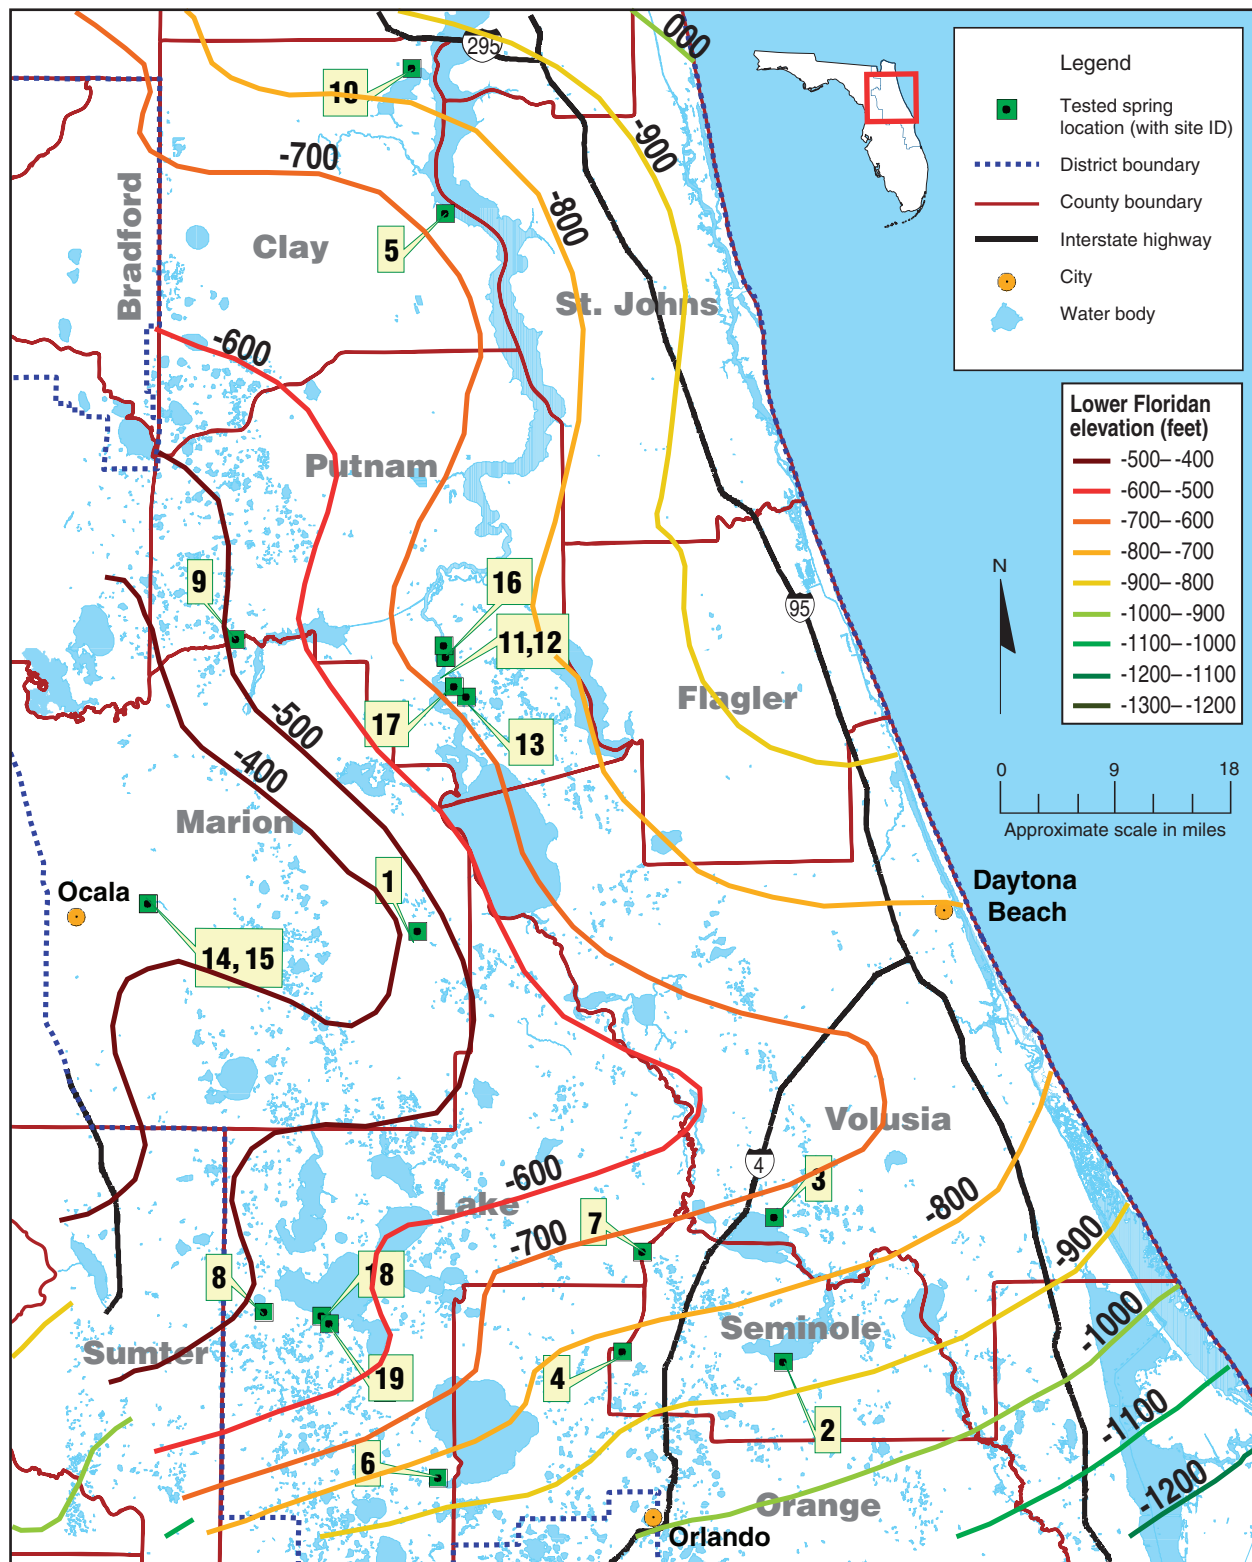 295
000
10
-700
-900
-800
Bradford
Clay
5
St. Johns
-600
Putnam
9
16
11,12
95
17
13
Flagler
-500
-400
Marion
1
Ocala
14, 15
Daytona
Beach
Volusia
4
3
-600
Lake
7
-700
-800
-900
8
18
-1000
Seminole
Sumter
19
4
2
-1100
6
-1200
Orange
Orlando
Legend
Tested spring
location (with site ID)
District boundary
County boundary
Interstate highway
City
Water body
Lower Floridan
elevation (feet)
-500– -400
-600– -500
-700– -600
-800– -700
-900– -800
-1000– -900
-1100– -1000
-1200– -1100
-1300– -1200
N
0 9 18
Approximate scale in miles